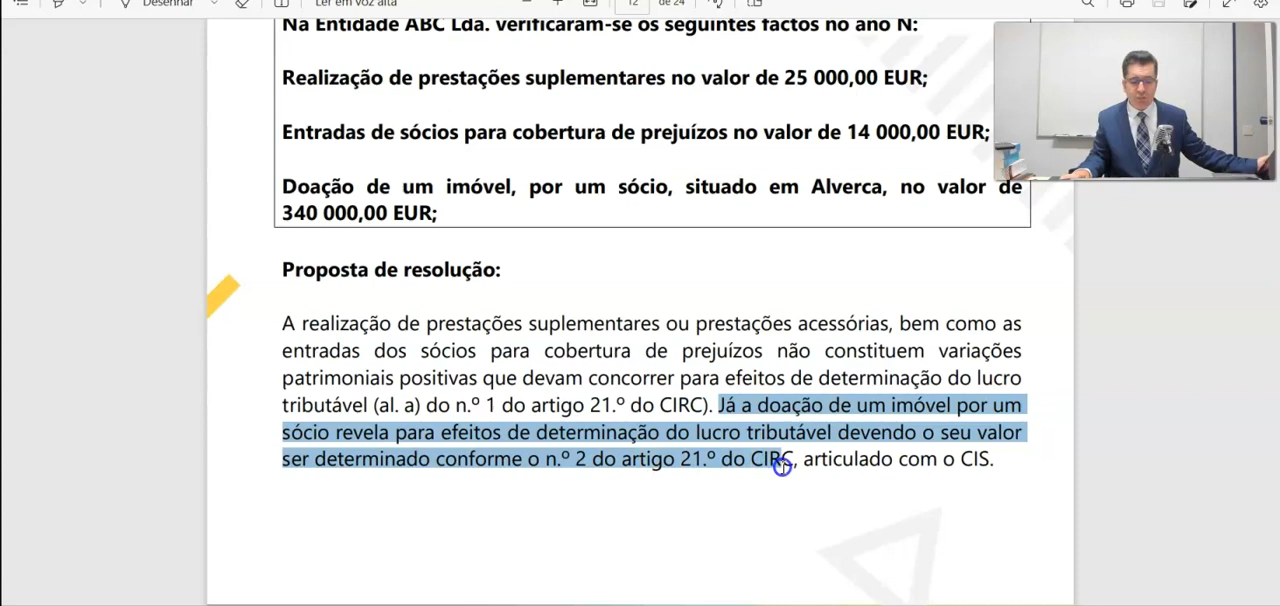 Desenhar
Ler em voz alta
12
de 24
Na Entidade ABC Lda. verificaram-se os seguintes factos no ano N:
Realização de prestações suplementares no valor de 25 000,00 EUR;
Entradas de sócios para cobertura de prejuízos no valor de 14 000,00 EUR;
Doação de um imóvel, por um sócio, situado em Alverca, no valor de
340 000,00 EUR;
Proposta de resolução:
A realização de prestações suplementares ou prestações acessórias, bem como as
entradas dos sócios para cobertura de prejuízos não constituem variações
patrimoniais positivas que devam concorrer para efeitos de determinação do lucro
tributável (al. a) do n.º 1 do artigo 21.º do CIRC). Já a doação de um imóvel por um
sócio revela para efeitos de determinação do lucro tributável devendo o seu valor
ser determinado conforme o n.º 2 do artigo 21.º do CIRC, articulado com o CIS.